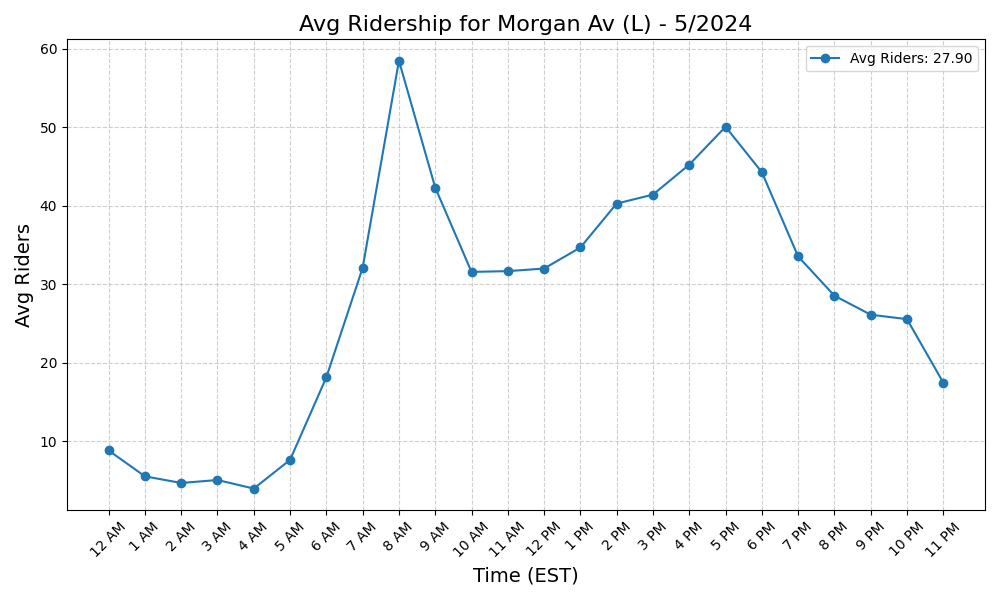 Avg Ridership for Morgan Av (L) - 5/2024
Avg Riders: 27.90
Avg Riders
60
50
40
30
20
10
12 AM
1 AM
2 AM
3 AM
4 AM
5 AM
6 AM
7 AM
8 AM
9 AM
10 AM
11 AM
12 PM
1 PM
2 PM
3 PM
4 PM
5 PM
6 PM
7 PM
8 PM
9 PM
10 PM
11 PM
Time (EST)